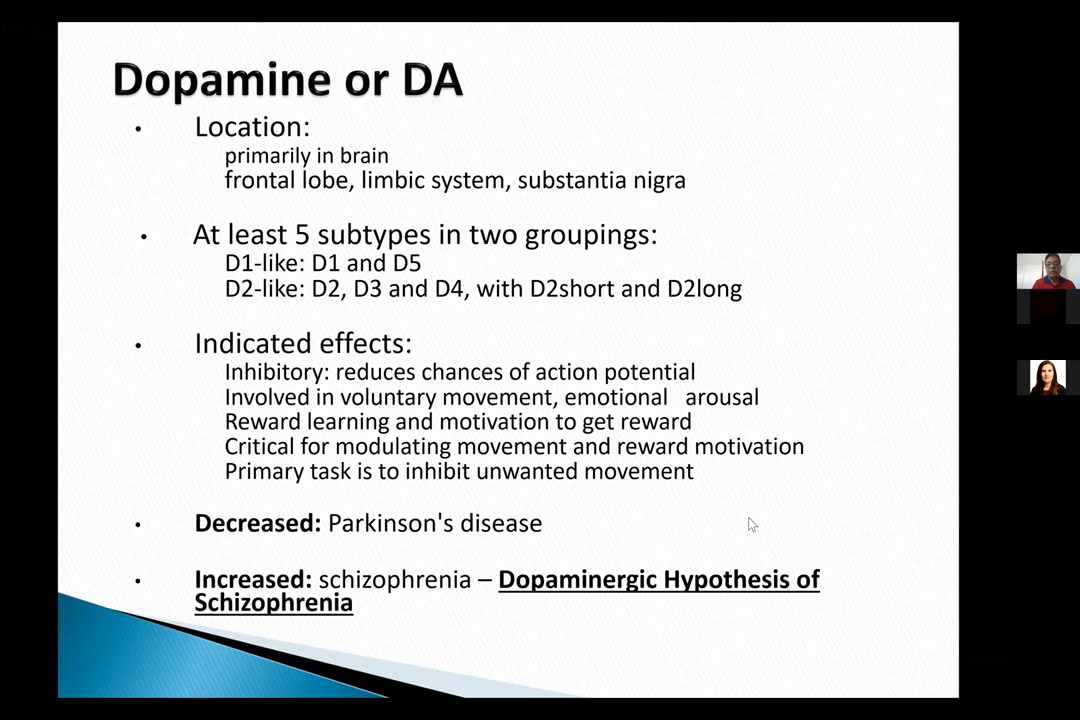 Dopamine or DA
• Location:
primarily in brain
frontal lobe, limbic system, substantia nigra
• At least 5 subtypes in two groupings:
D1-like: D1 and D5
D2-like: D2, D3 and D4, with D2short and D2long
• Indicated effects:
Inhibitory: reduces chances of action potential
Involved in voluntary movement, emotional arousal
Reward learning and motivation to get reward
Critical for modulating movement and reward motivation
Primary task is to inhibit unwanted movement
• Decreased: Parkinson's disease
• Increased: schizophrenia – Dopaminergic Hypothesis of
Schizophrenia